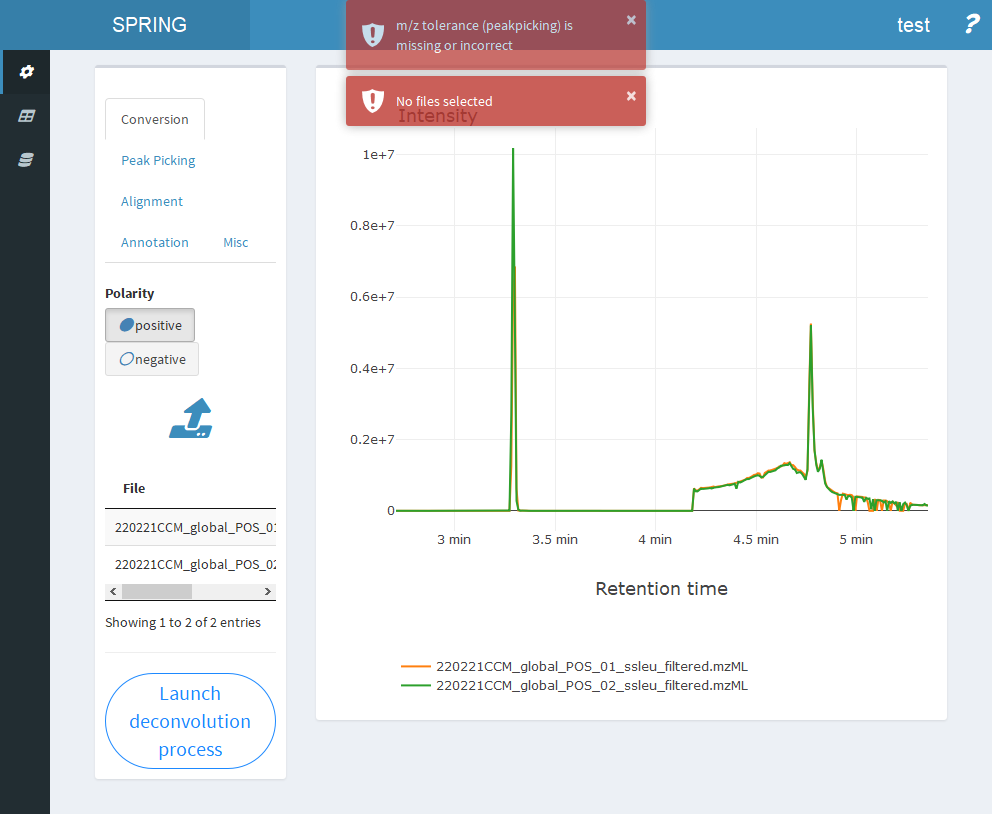 SPRING
test
?
m/z tolerance (peakpicking) is
missing or incorrect
×
No files selected
×
Conversion
Peak Picking
Alignment
Annotation
Misc
Polarity
positive
negative
File
220221CCM_global_POS_01
220221CCM_global_POS_02
Showing 1 to 2 of 2 entries
Launch
deconvolution
process
Intensity
1e+7
0.8e+7
0.6e+7
0.4e+7
0.2e+7
0
3 min
3.5 min
4 min
4.5 min
5 min
Retention time
220221CCM_global_POS_01_ssleu_filtered.mzML
220221CCM_global_POS_02_ssleu_filtered.mzML